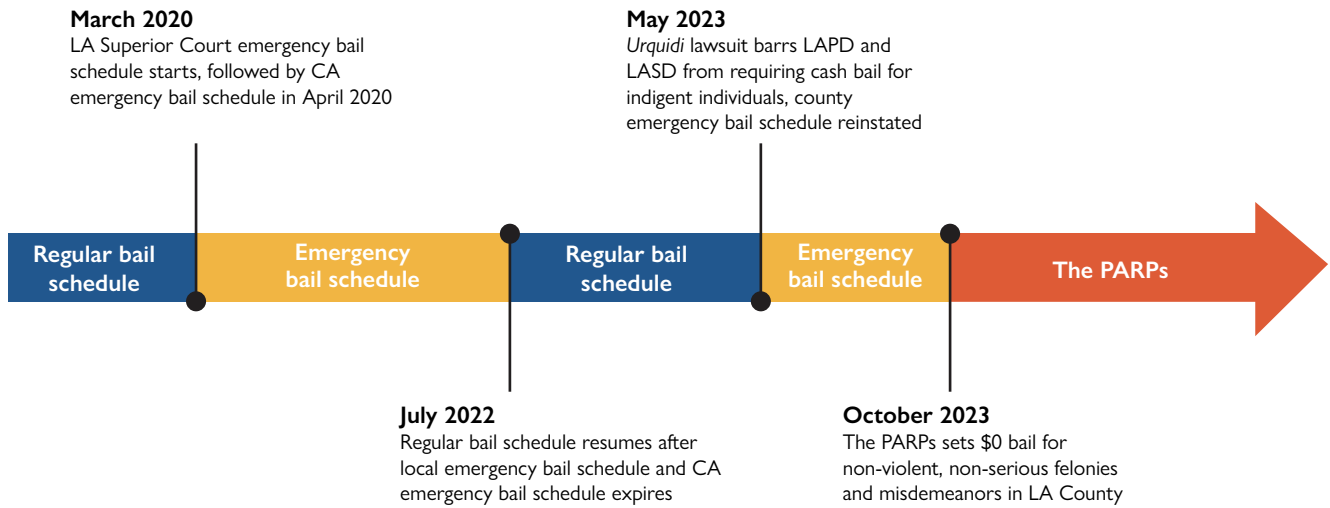 March 2020
LA Superior Court emergency bail
schedule starts, followed by CA
emergency bail schedule in April 2020
May 2023
Urquidi lawsuit barrs LAPD and
LASD from requiring cash bail for
indigent individuals, county
emergency bail schedule reinstated
Regular bail
schedule
Emergency
bail schedule
Regular bail
schedule
Emergency
bail schedule
The PARPs
July 2022
Regular bail schedule resumes after
local emergency bail schedule and CA
emergency bail schedule expires
October 2023
The PARPs sets $0 bail for
non-violent, non-serious felonies
and misdemeanors in LA County